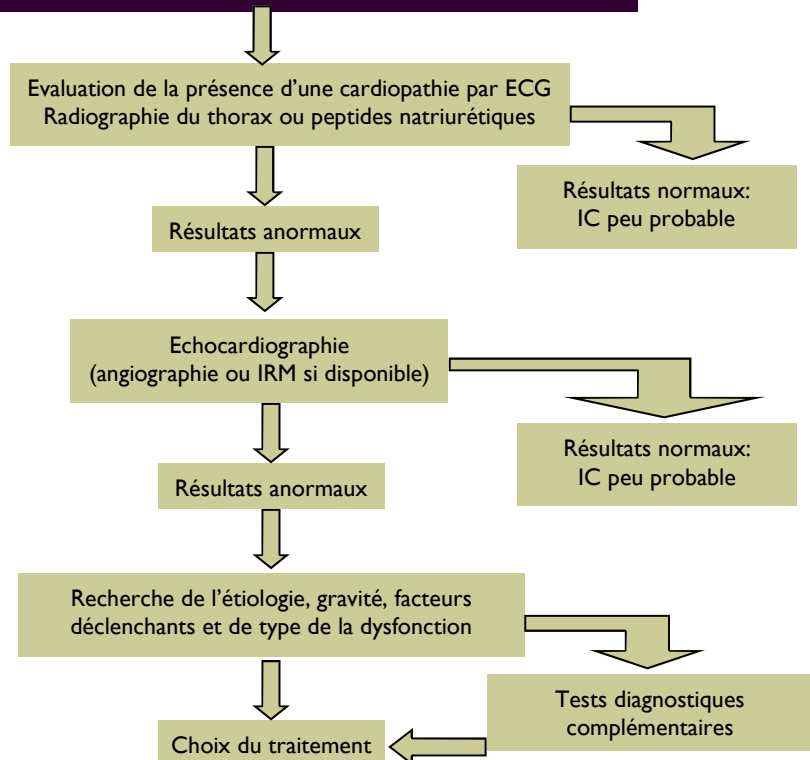 Evaluation de la présence d’une cardiopathie par ECG
Radiographie du thorax ou peptides natriurétiques
Résultats normaux:
IC peu probable
Résultats anormaux
Echocardiographie
(angiographie ou IRM si disponible)
Résultats normaux:
IC peu probable
Résultats anormaux
Recherche de l’étiologie, gravité, facteurs
déclenchants et de type de la dysfonction
Tests diagnostiques
complémentaires
Choix du traitement